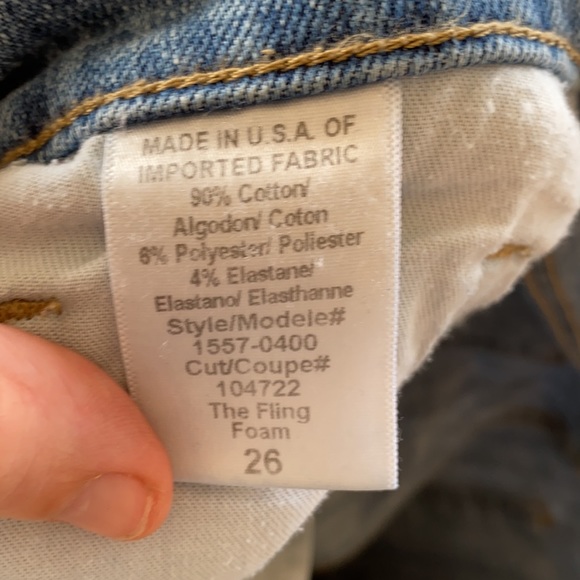 MADE IN U.S.A. OF
IMPORTED FABRIC
90% Cotton/
Algodon/ Coton
6% Polyester/ Poliester
4% Elastane/
Elastano/ Elasthanne
Style/Modele#
1557-0400
Cut/Coupe#
104722
The Fling
Foam
26